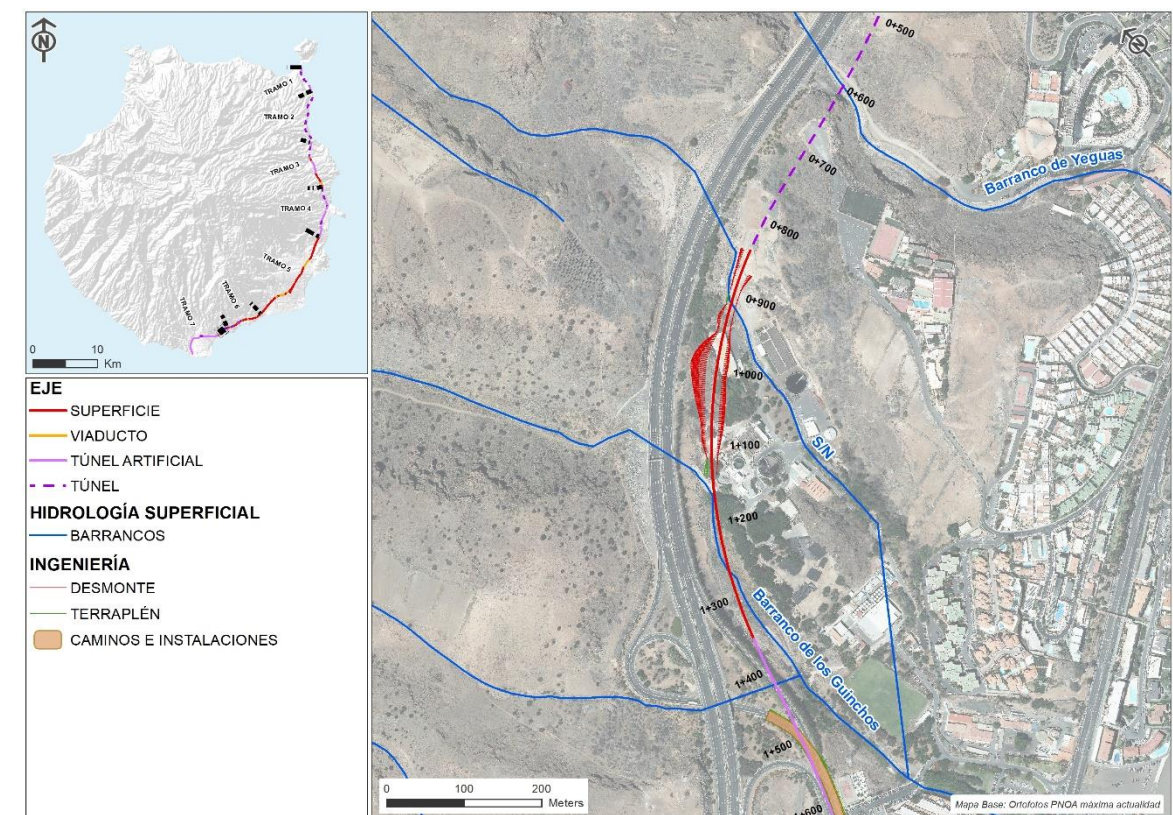 N
TRAMO 1
TRAMO 2
TRAMO 3
TRAMO 4
TRAMO 5
TRAMO 6
TRAMO 7
0 10
Km
EJE
SUPERFICIE
VIADUCTO
TÚNEL ARTIFICIAL
TÚNEL
HIDROLOGÍA SUPERFICIAL
BARRANCOS
INGENIERÍA
DESMONTE
TERRAPLÉN
CAMINOS E INSTALACIONES
N
0+500
0+600
0+700
Barranco de Yeguas
0+800
0+900
1+000
1+100
S/N
1+200
1+300
Barranco de los Guinchos
1+400
1+500
1+600
0 100 200
Meters
Mapa Base: Ortofotos PNOA máxima actualidad